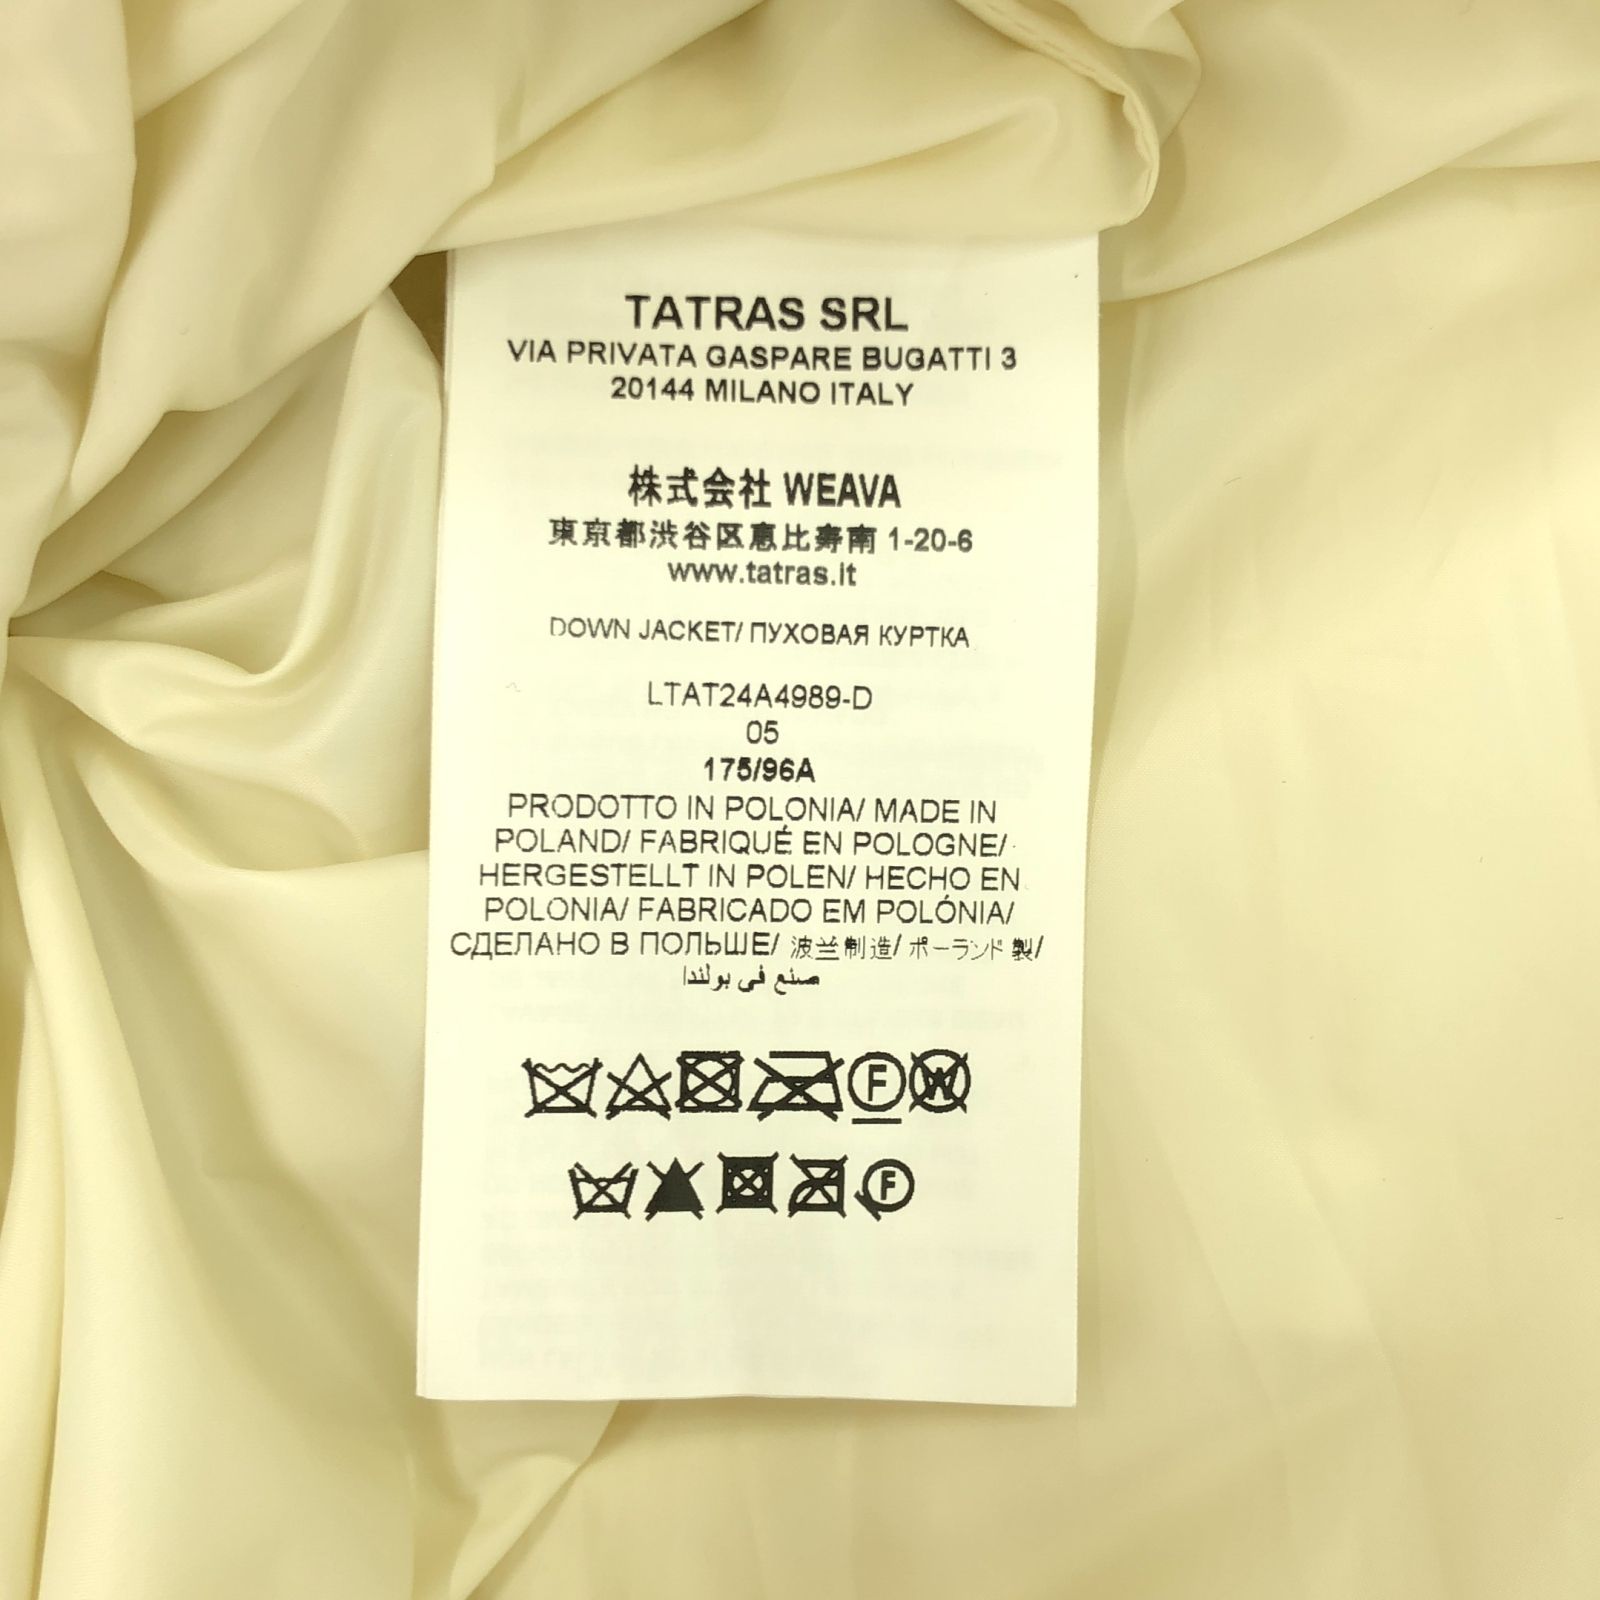 TATRAS SRL
VIA PRIVATA GASPARE BUGATTI 3
20144 MILANO ITALY
株式会社 WEAVA
東京都渋谷区恵比寿南 1-20-6
www.tatras.it
DOWN JACKET/ ПУХОВАЯ КУРТКА
LTAT24A4989-D
05
175/96A
PRODOTTO IN POLONIA/ MADE IN
POLAND/ FABRIQUÉ EN POLOGNE/
HERGESTELLT IN POLEN/ HECHO EN
POLONIA/ FABRICADO EM POLÓNIA/
СДЕЛАНО В ПОЛЬШЕ/ 波兰制造/ ポーランド製/
صنع في بولندا
F W
F